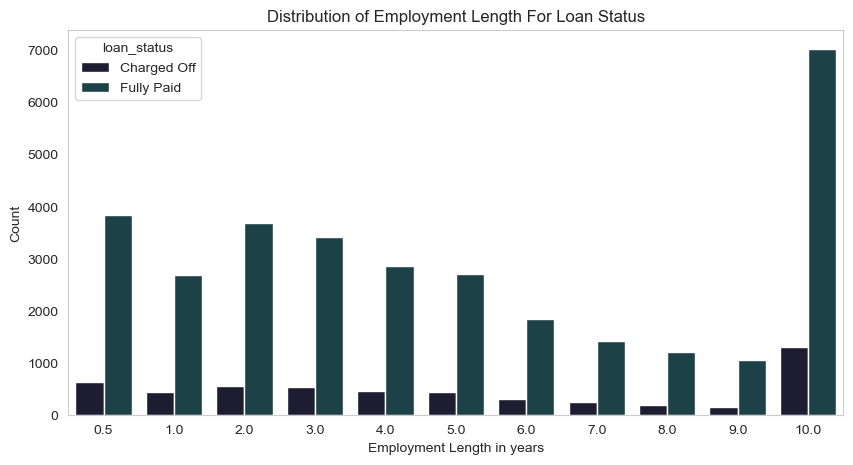 Distribution of Employment Length For Loan Status
loan_status
Charged Off
Fully Paid
7000
6000
5000
4000
3000
2000
1000
0
Count
0.5 1.0 2.0 3.0 4.0 5.0 6.0 7.0 8.0 9.0 10.0
Employment Length in years